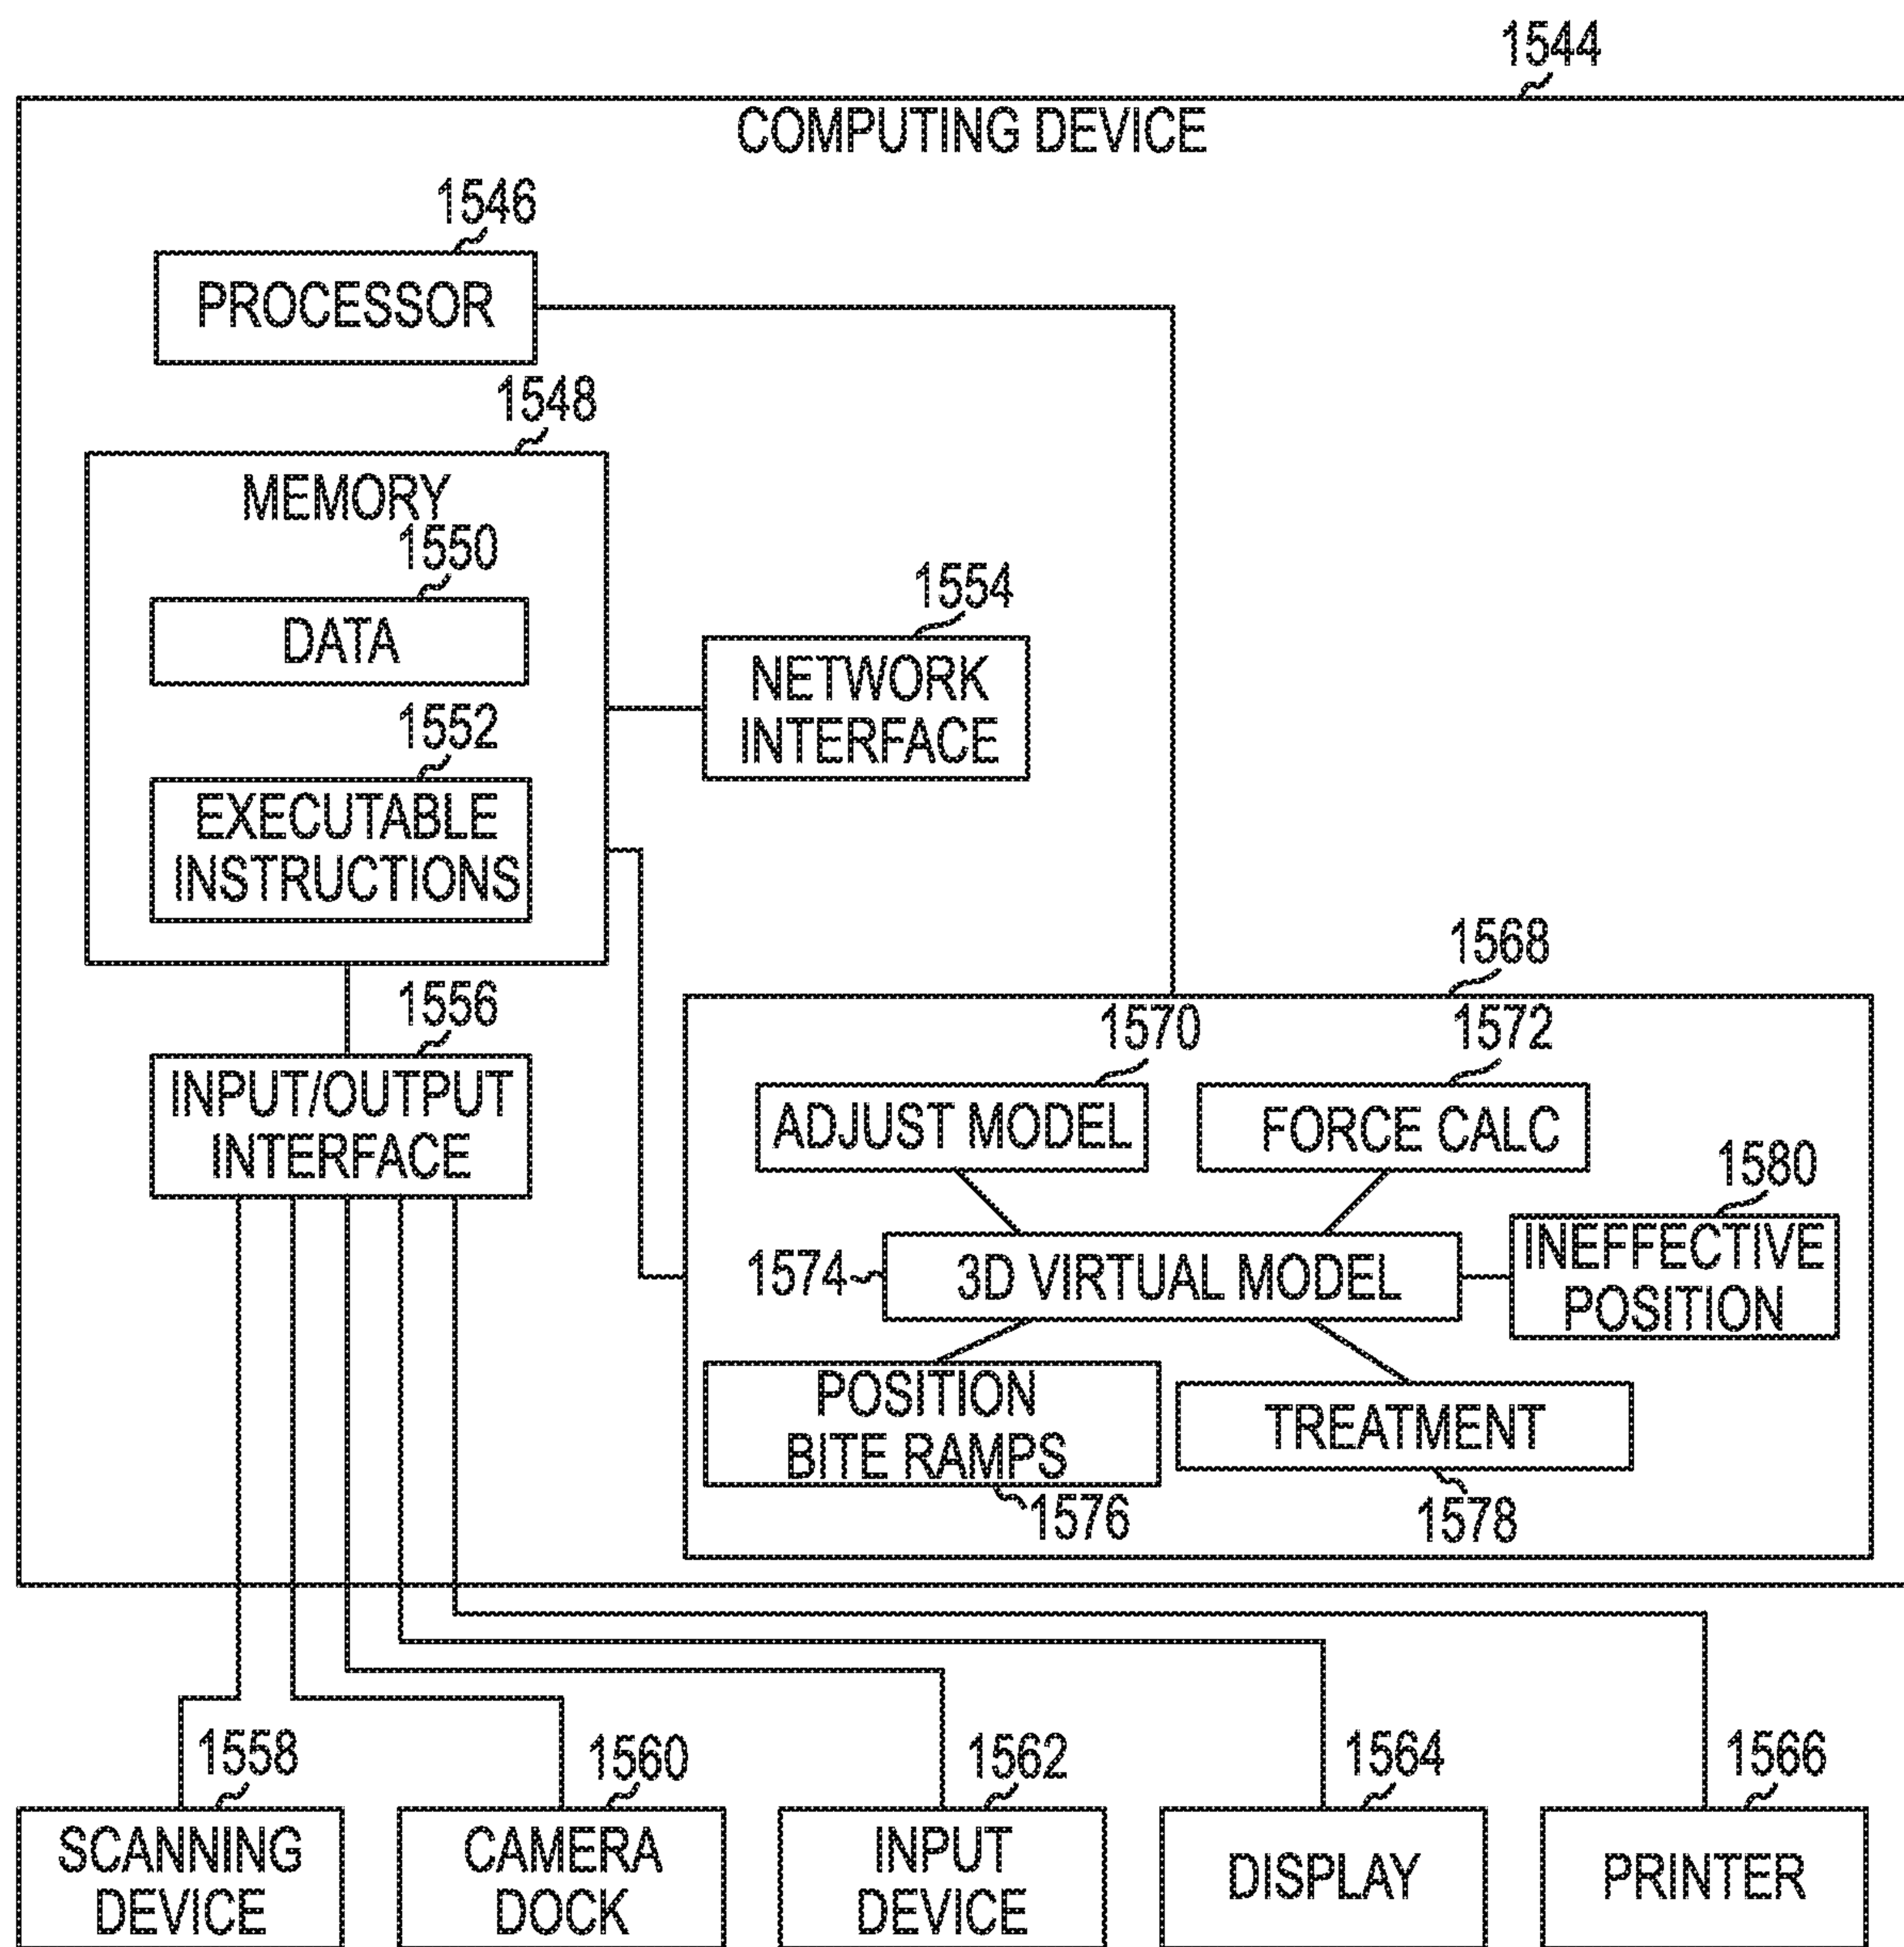 1544
COMPUTING DEVICE
1546
PROCESSOR
1548
MEMORY
1550
DATA
1554
NETWORK
INTERFACE
1552
EXECUTABLE
INSTRUCTIONS
1568
1556
INPUT/OUTPUT
INTERFACE
1570
1572
ADJUST MODEL
FORCE CALC
1580
INEFFECTIVE
POSITION
1574
3D VIRTUAL MODEL
POSITION
BITE RAMPS
TREATMENT
1576
1578
1558
1560
1562
1564
1566
SCANNING
DEVICE
CAMERA
DOCK
INPUT
DEVICE
DISPLAY
PRINTER